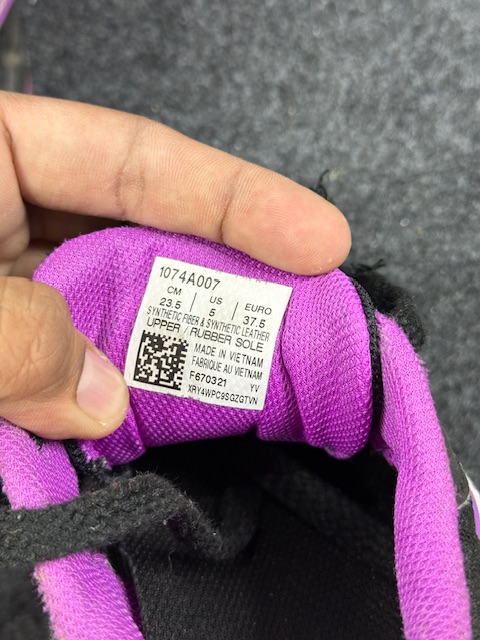 1074A007
CM | US | EURO
23.5 | 5 | 37.5
SYNTHETIC FIBER & SYNTHETIC LEATHER
UPPER / RUBBER SOLE
MADE IN VIETNAM
FABRIQUE AU VIETNAM
F670321 YV
XRY4WPC9SGZGTVN